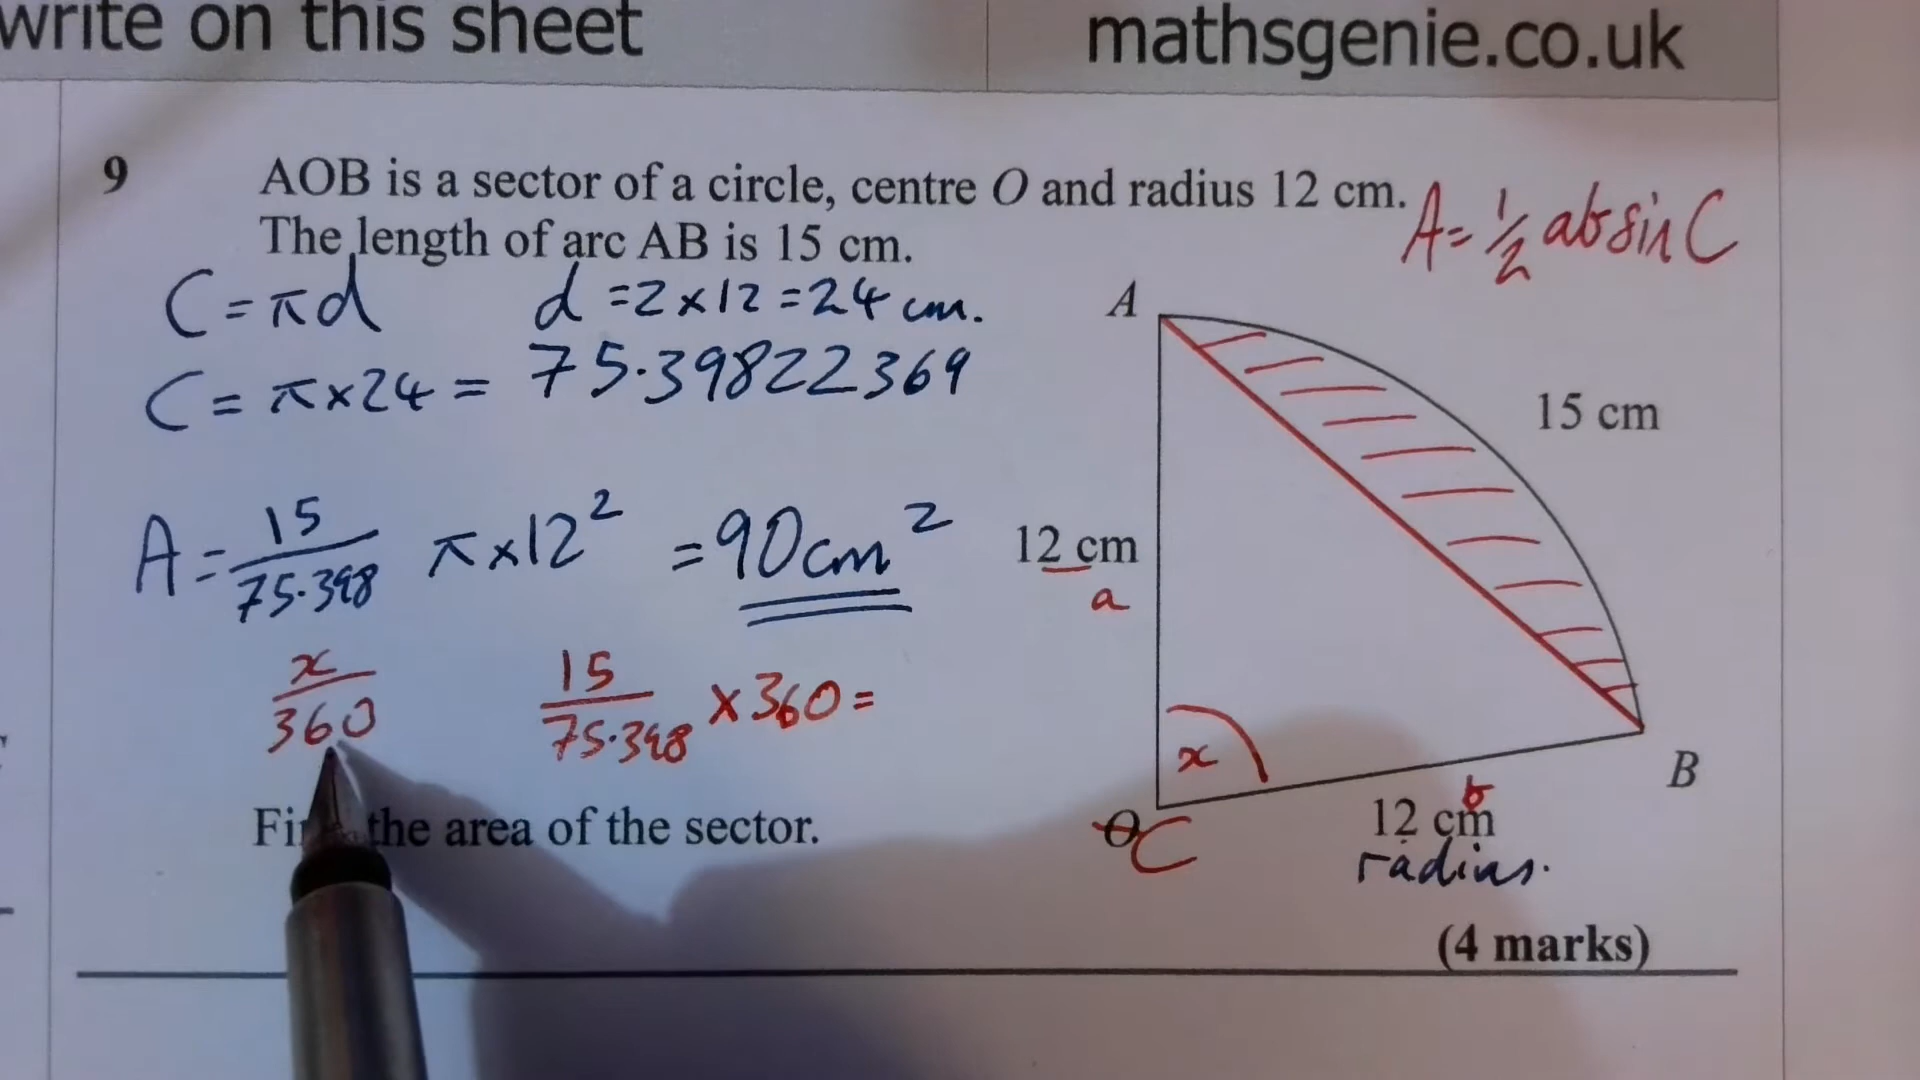 write on this sheet
mathsgenie.co.uk
9
AOB is a sector of a circle, centre O and radius 12 cm.
The length of arc AB is 15 cm.
A = ½ ab sin C
C = πd
d = 2 × 12 = 24 cm.
C = π × 24 = 75.39822369
A
15 cm
A = 15/75.398 π × 12² = 90cm²
12 cm
a
x/360
15/75.398 × 360 =
x
B
b
O C
12 cm
radius.
the area of the sector.
(4 marks)